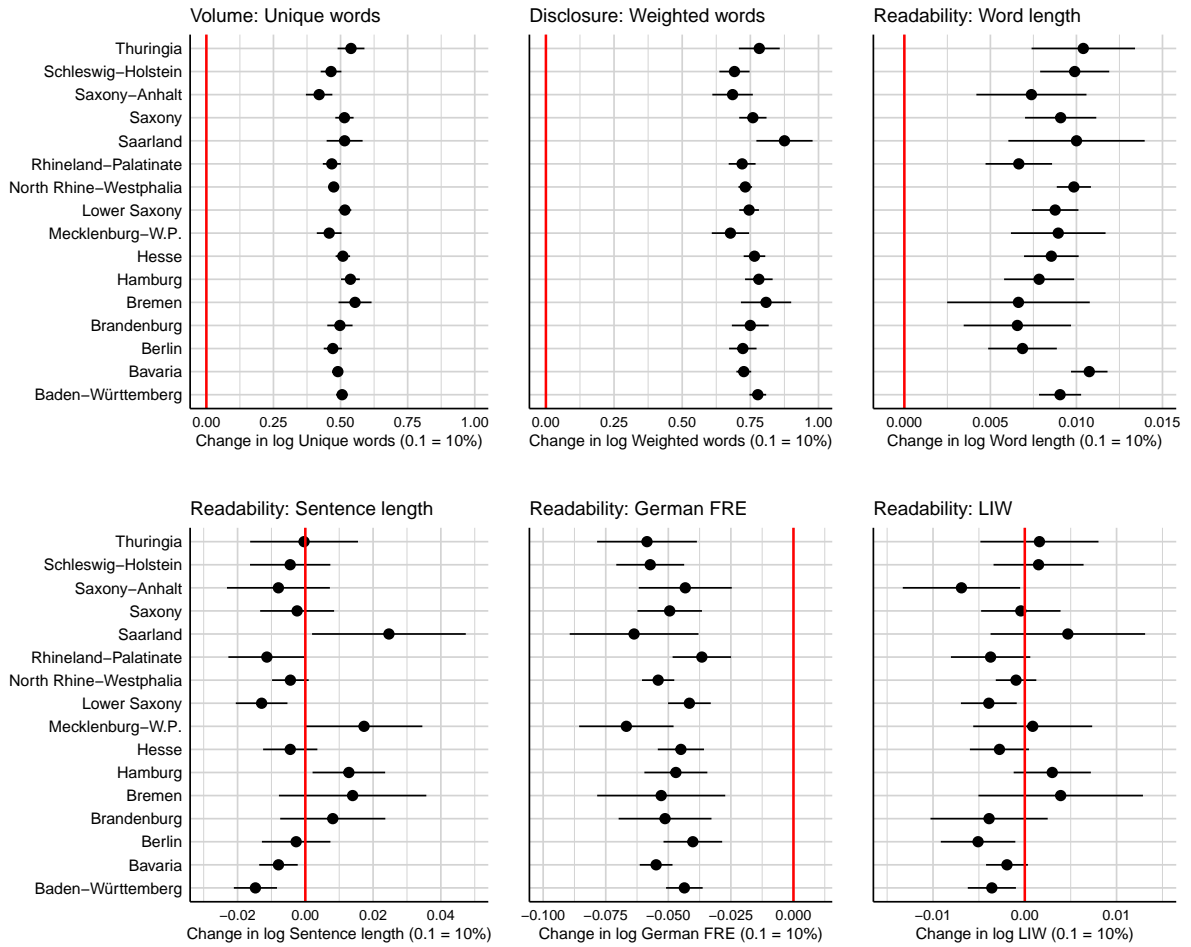 Volume: Unique words
Disclosure: Weighted words
Readability: Word length
Thuringia
Schleswig−Holstein
Saxony−Anhalt
Saxony
Saarland
Rhineland−Palatinate
North Rhine−Westphalia
Lower Saxony
Mecklenburg−W.P.
Hesse
Hamburg
Bremen
Brandenburg
Berlin
Bavaria
Baden−Württemberg
0.00 0.25 0.50 0.75 1.00
0.00 0.25 0.50 0.75 1.00
0.000 0.005 0.010 0.015
Change in log Unique words (0.1 = 10%)
Change in log Weighted words (0.1 = 10%)
Change in log Word length (0.1 = 10%)
Readability: Sentence length
Readability: German FRE
Readability: LIW
Thuringia
Schleswig−Holstein
Saxony−Anhalt
Saxony
Saarland
Rhineland−Palatinate
North Rhine−Westphalia
Lower Saxony
Mecklenburg−W.P.
Hesse
Hamburg
Bremen
Brandenburg
Berlin
Bavaria
Baden−Württemberg
−0.02 0.00 0.02 0.04
−0.100 −0.075 −0.050 −0.025 0.000
−0.01 0.00 0.01
Change in log Sentence length (0.1 = 10%)
Change in log German FRE (0.1 = 10%)
Change in log LIW (0.1 = 10%)